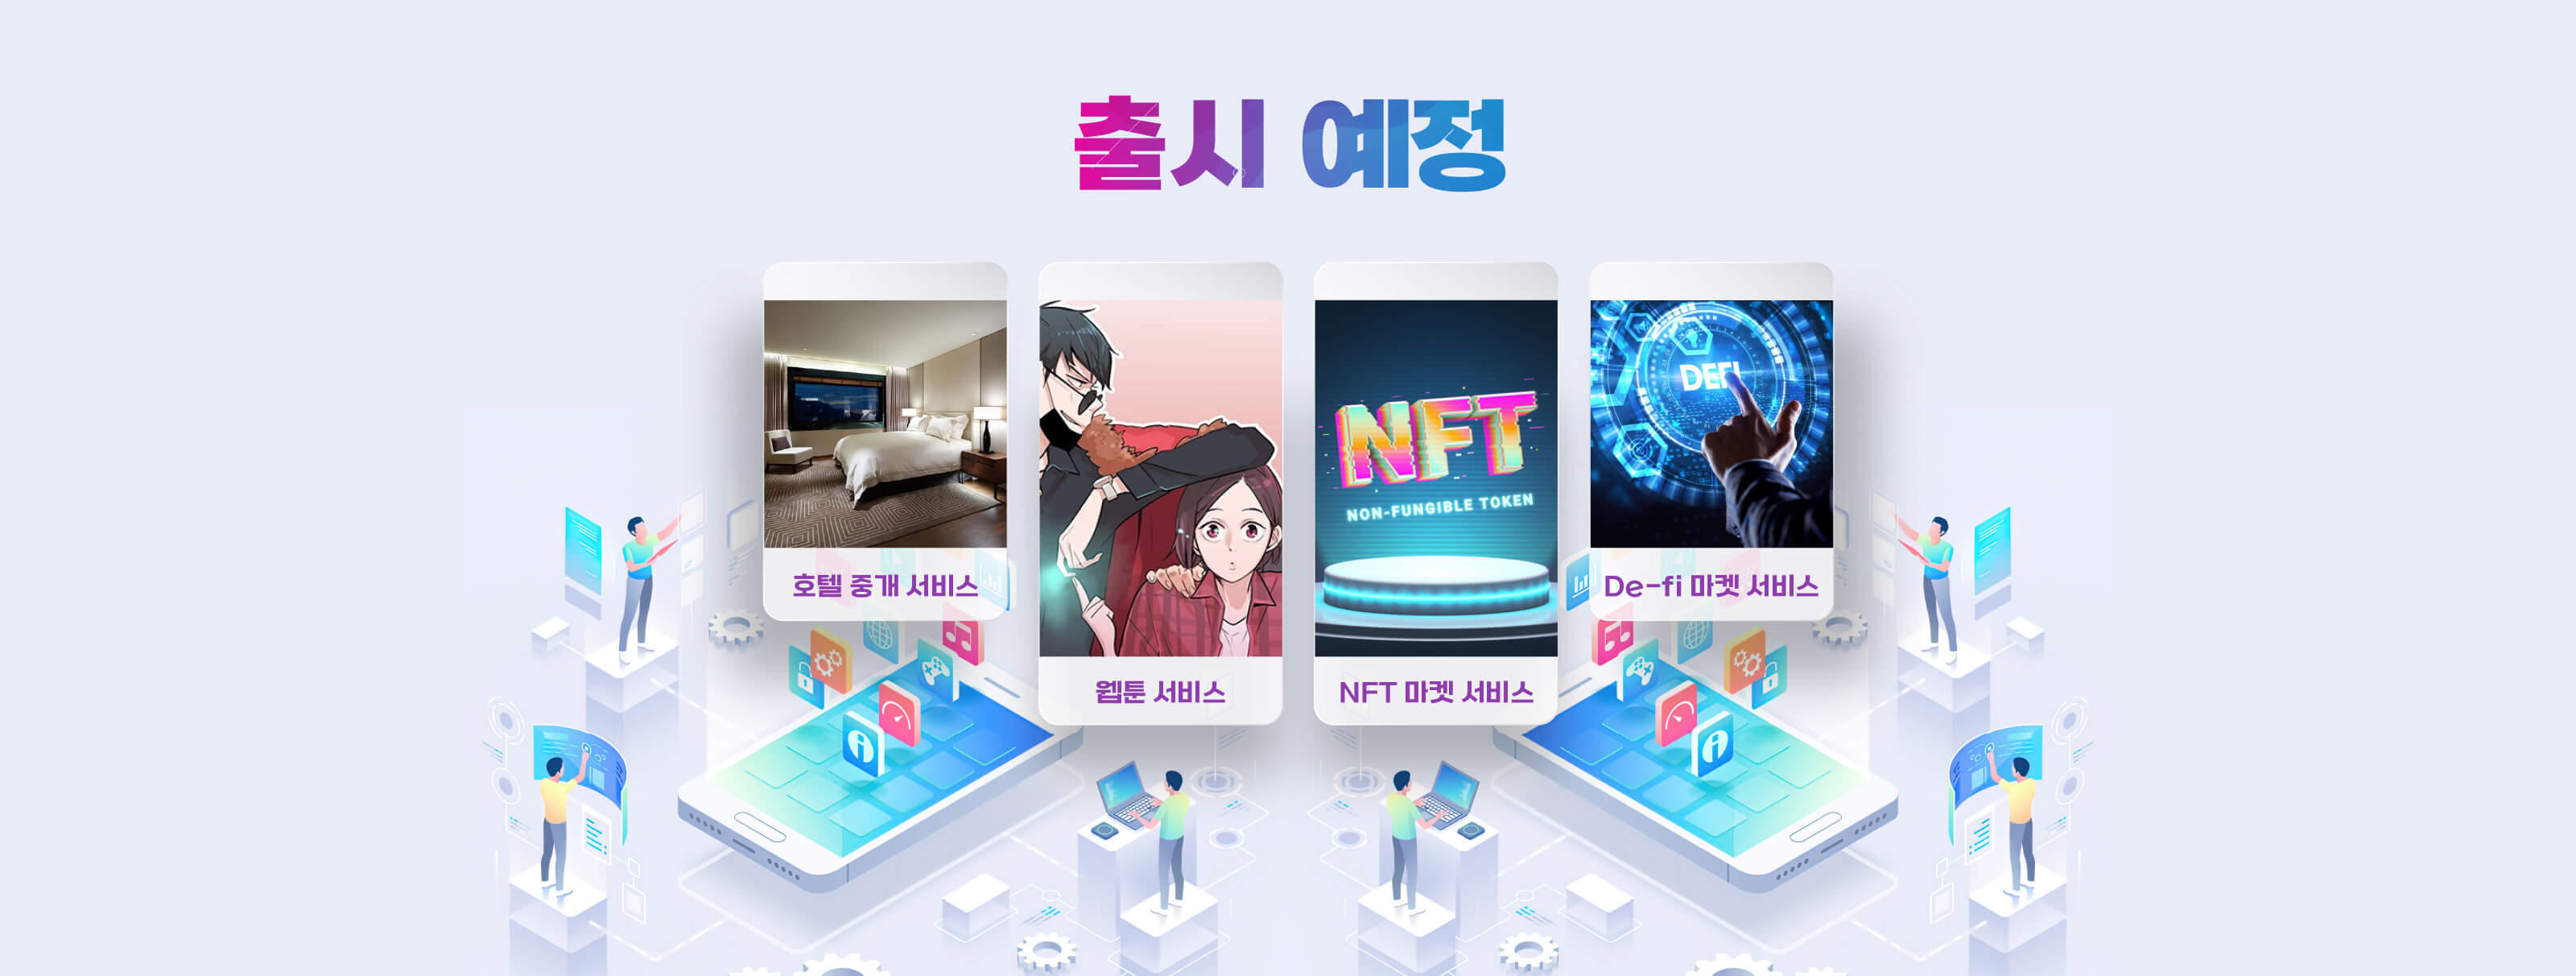 출시 예정
DEFI
NFT
NON-FUNGIBLE TOKEN
호텔 중개 서비스
De-fi 마켓 서비스
웹툰 서비스
NFT 마켓 서비스